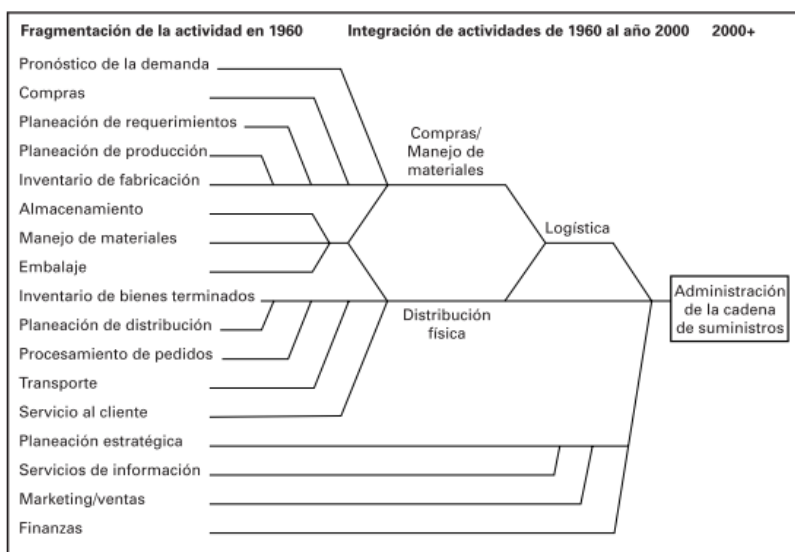 Fragmentación de la actividad en 1960
Integración de actividades de 1960 al año 2000
2000+
Pronóstico de la demanda
Compras
Planeación de requerimientos
Planeación de producción
Inventario de fabricación
Almacenamiento
Manejo de materiales
Embalaje
Inventario de bienes terminados
Planeación de distribución
Procesamiento de pedidos
Transporte
Servicio al cliente
Planeación estratégica
Servicios de información
Marketing/ventas
Finanzas
Compras/
Manejo de
materiales
Distribución
física
Logística
Administración
de la cadena
de suministros